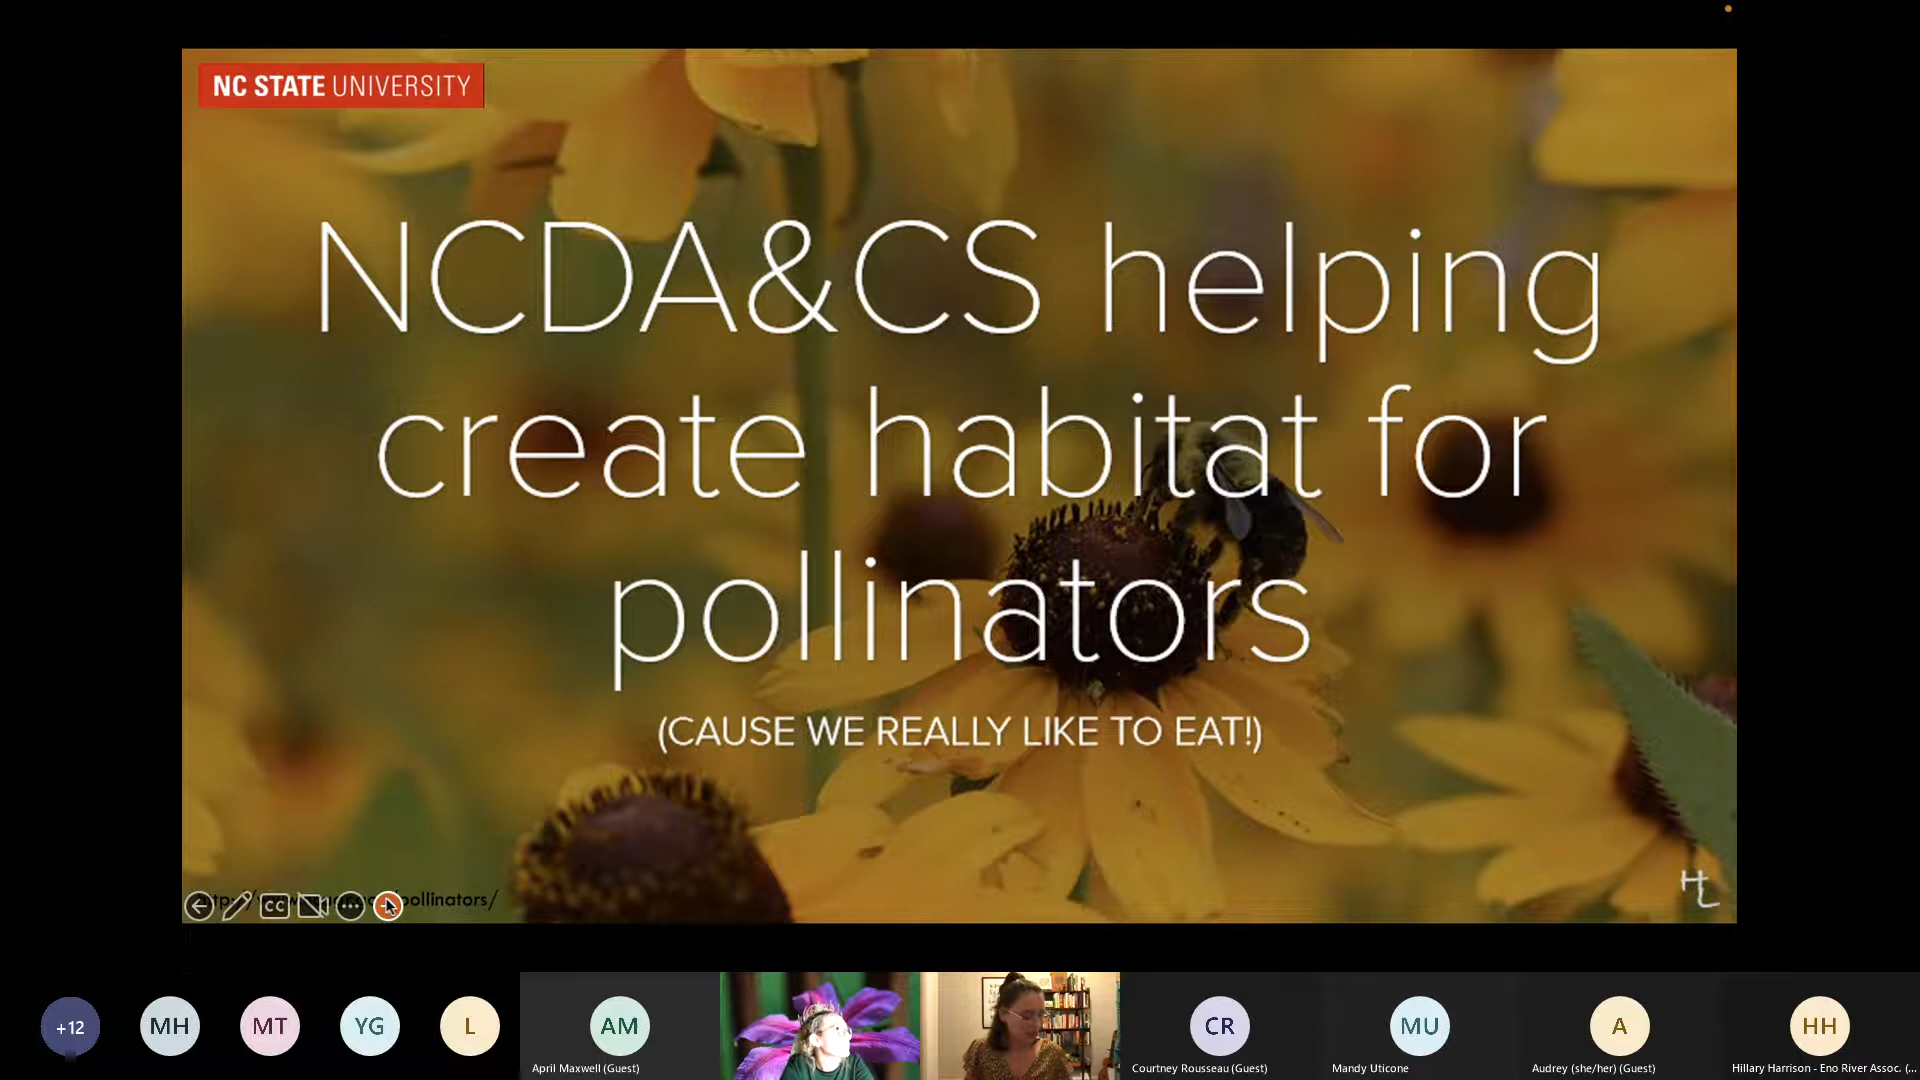 NC STATE UNIVERSITY
NCDA&CS helping
create habitat for
pollinators
(CAUSE WE REALLY LIKE TO EAT!)
pollinators/
CC
HL
+12
MH
MT
YG
L
AM
CR
MU
A
HH
April Maxwell (Guest)
Courtney Rousseau (Guest)
Mandy Uticone
Audrey (she/her) (Guest)
Hillary Harrison - Eno River Assoc. (...